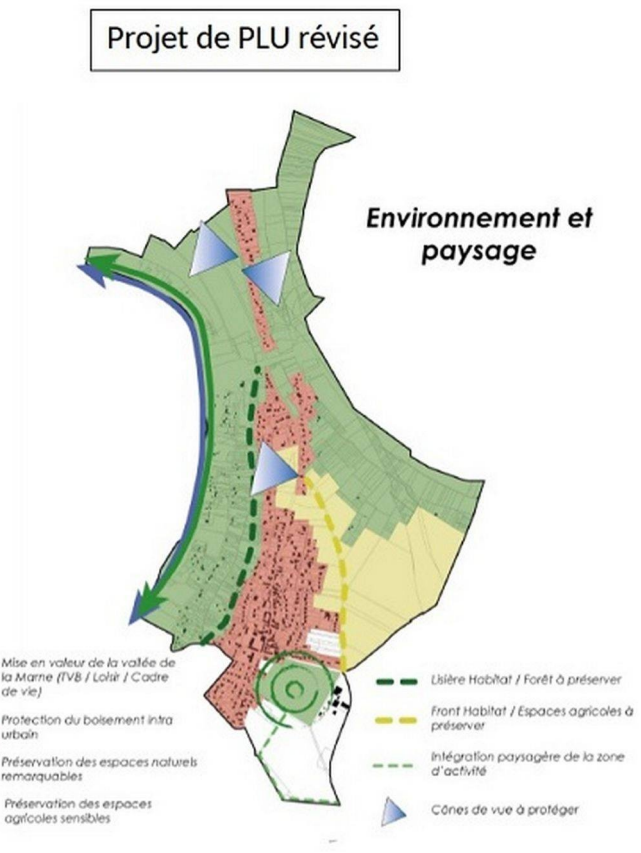 Projet de PLU révisé
Environnement et
paysage
Mise en valeur de la vallée de
la Marne (TVB / Loisir / Cadre
de vie)
Protection du boisement intra
urbain
Préservation des espaces naturels
remarquables
Préservation des espaces
agricoles sensibles
Lisière Habitat / Forêt à préserver
Front Habitat / Espaces agricoles à
préserver
Intégration paysagère de la zone
d'activité
Cônes de vue à protéger